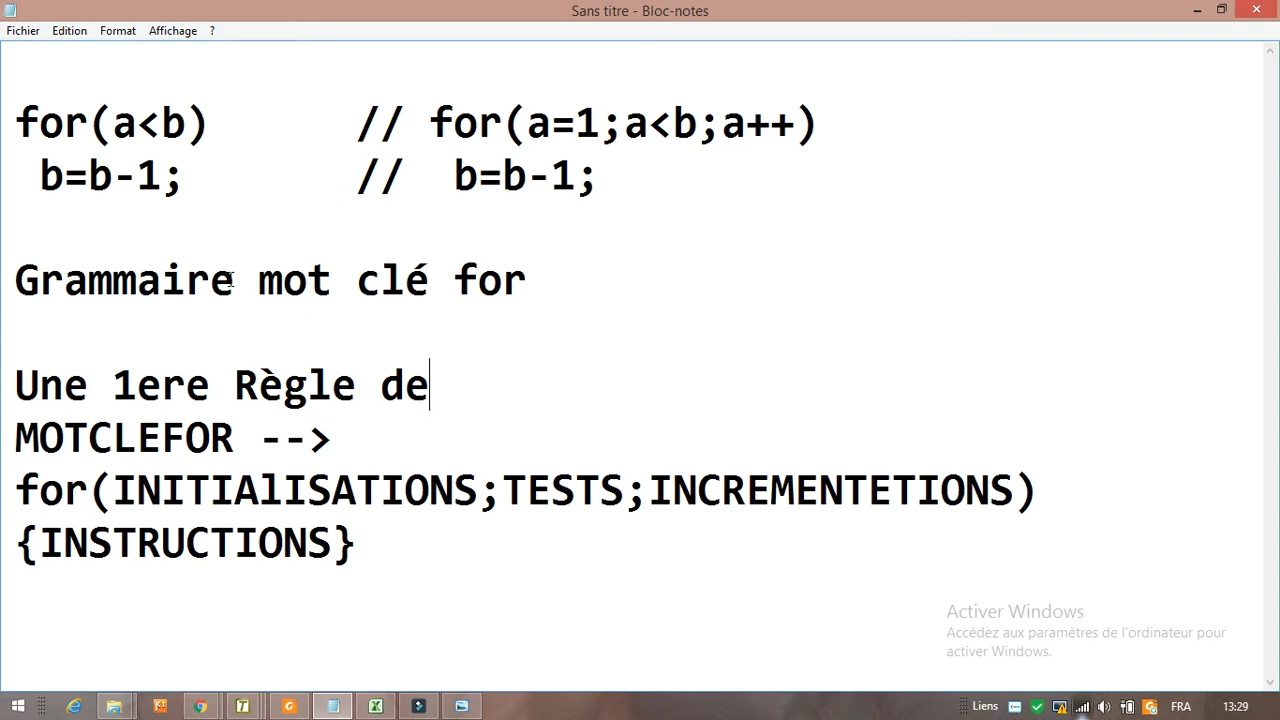 Sans titre - Bloc-notes
Fichier Edition Format Affichage ?
for(a<b) // for(a=1;a<b;a++)
b=b-1; // b=b-1;
Grammaire mot clé for
Une 1ere Règle de
MOTCLEFOR -->
for(INITIAlISATIONS;TESTS;INCREMENTETIONS)
{INSTRUCTIONS}
Activer Windows
Accédez aux paramètres de l'ordinateur pour
activer Windows.
Liens FRA 13:29